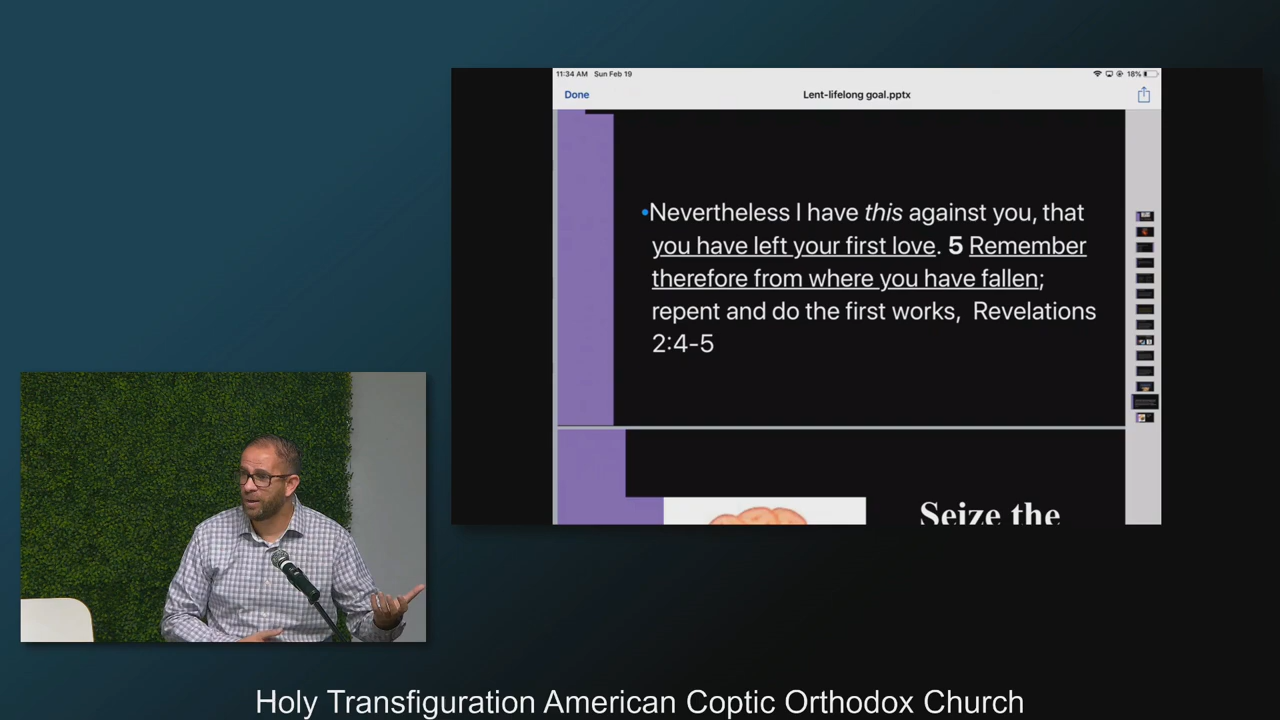 11:34 AM Sun Feb 19
18%
Done
Lent-lifelong goal.pptx
•Nevertheless I have this against you, that
you have left your first love. 5 Remember
therefore from where you have fallen;
repent and do the first works, Revelations
2:4-5
Seize the
Holy Transfiguration American Coptic Orthodox Church